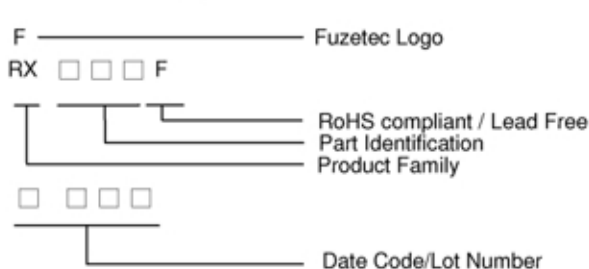 F Fuzetec Logo
RX □ □ □ F
RoHS compliant / Lead Free
Part Identification
Product Family
□ □ □ □
Date Code/Lot Number